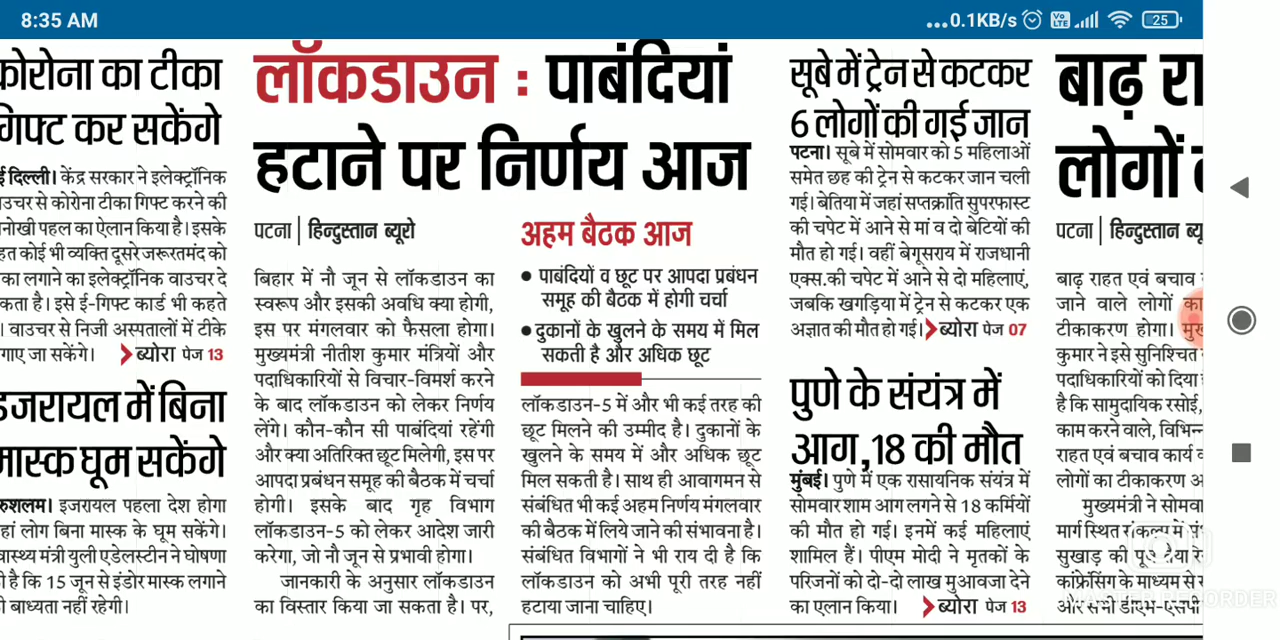 8:35 AM
...0.1KB/s
Vo LTE
25
कोरोना का टीका
गिफ्ट कर सकेंगे
केंद्र सरकार ने इलेक्ट्रॉनिक
से कोरोना टीका गिफ्ट करने की
पहल का ऐलान किया है। इसके
कोई भी व्यक्ति दूसरे जरूरतमंद को
लगाने का इलेक्ट्रॉनिक वाउचर दे
है। इसे ई-गिफ्ट कार्ड भी कहते
। वाउचर से निजी अस्पतालों में टीके
जा सकेंगे। ❯ ब्योरा पेज 13
इजरायल में बिना
मास्क घूम सकेंगे
इजरायल पहला देश होगा
लोग बिना मास्क के घूम सकेंगे।
मंत्री युली एडेलस्टीन ने घोषणा
है कि 15 जून से इंडोर मास्क लगाने
बाध्यता नहीं रहेगी।
लॉकडाउन : पाबंदियां
हटाने पर निर्णय आज
पटना | हिन्दुस्तान ब्यूरो
बिहार में नौ जून से लॉकडाउन का
स्वरूप और इसकी अवधि क्या होगी,
इस पर मंगलवार को फैसला होगा।
मुख्यमंत्री नीतीश कुमार मंत्रियों और
पदाधिकारियों से विचार-विमर्श करने
के बाद लॉकडाउन को लेकर निर्णय
लेंगे। कौन-कौन सी पाबंदियां रहेंगी
और क्या अतिरिक्त छूट मिलेगी, इस पर
आपदा प्रबंधन समूह की बैठक में चर्चा
होगी। इसके बाद गृह विभाग
लॉकडाउन-5 को लेकर आदेश जारी
करेगा, जो नौ जून से प्रभावी होगा।
जानकारी के अनुसार लॉकडाउन
का विस्तार किया जा सकता है। पर,
अहम बैठक आज
● पाबंदियों व छूट पर आपदा प्रबंधन
समूह की बैठक में होगी चर्चा
● दुकानों के खुलने के समय में मिल
सकती है और अधिक छूट
लॉकडाउन-5 में और भी कई तरह की
छूट मिलने की उम्मीद है। दुकानों के
खुलने के समय में और अधिक छूट
मिल सकती है। साथ ही आवागमन से
संबंधित भी कई अहम निर्णय मंगलवार
की बैठक में लिये जाने की संभावना है।
संबंधित विभागों ने भी राय दी है कि
लॉकडाउन को अभी पूरी तरह नहीं
हटाया जाना चाहिए।
सूबे में ट्रेन से कटकर
6 लोगों की गई जान
पटना। सूबे में सोमवार को 5 महिलाओं
समेत छह की ट्रेन से कटकर जान चली
गई। बेतिया में जहां सप्तक्रांति सुपरफास्ट
की चपेट में आने से मां व दो बेटियों की
मौत हो गई। वहीं बेगूसराय में राजधानी
एक्स.की चपेट में आने से दो महिलाएं,
जबकि खगड़िया में ट्रेन से कटकर एक
अज्ञात की मौत हो गई। ❯ ब्योरा पेज 07
पुणे के संयंत्र में
आग,18 की मौत
मुंबई। पुणे में एक रासायनिक संयंत्र में
सोमवार शाम आग लगने से 18 कर्मियों
की मौत हो गई। इनमें कई महिलाएं
शामिल हैं। पीएम मोदी ने मृतकों के
परिजनों को दो-दो लाख मुआवजा देने
का एलान किया। ❯ ब्योरा पेज 13
बाढ़ रा
लोगों
पटना | हिन्दुस्तान ब्यू
बाढ़ राहत एवं बचाव
जाने वाले लोगों का
टीकाकरण होगा।
कुमार ने इसे सुनिश्चित
पदाधिकारियों को दिया
है कि सामुदायिक रसोई,
काम करने वाले,
राहत एवं बचाव कार्य
लोगों का टीकाकरण
मुख्यमंत्री ने
मार्ग स्थित में
सुखाड़ की
के माध्यम से
और सभी
MASTER RECORDER